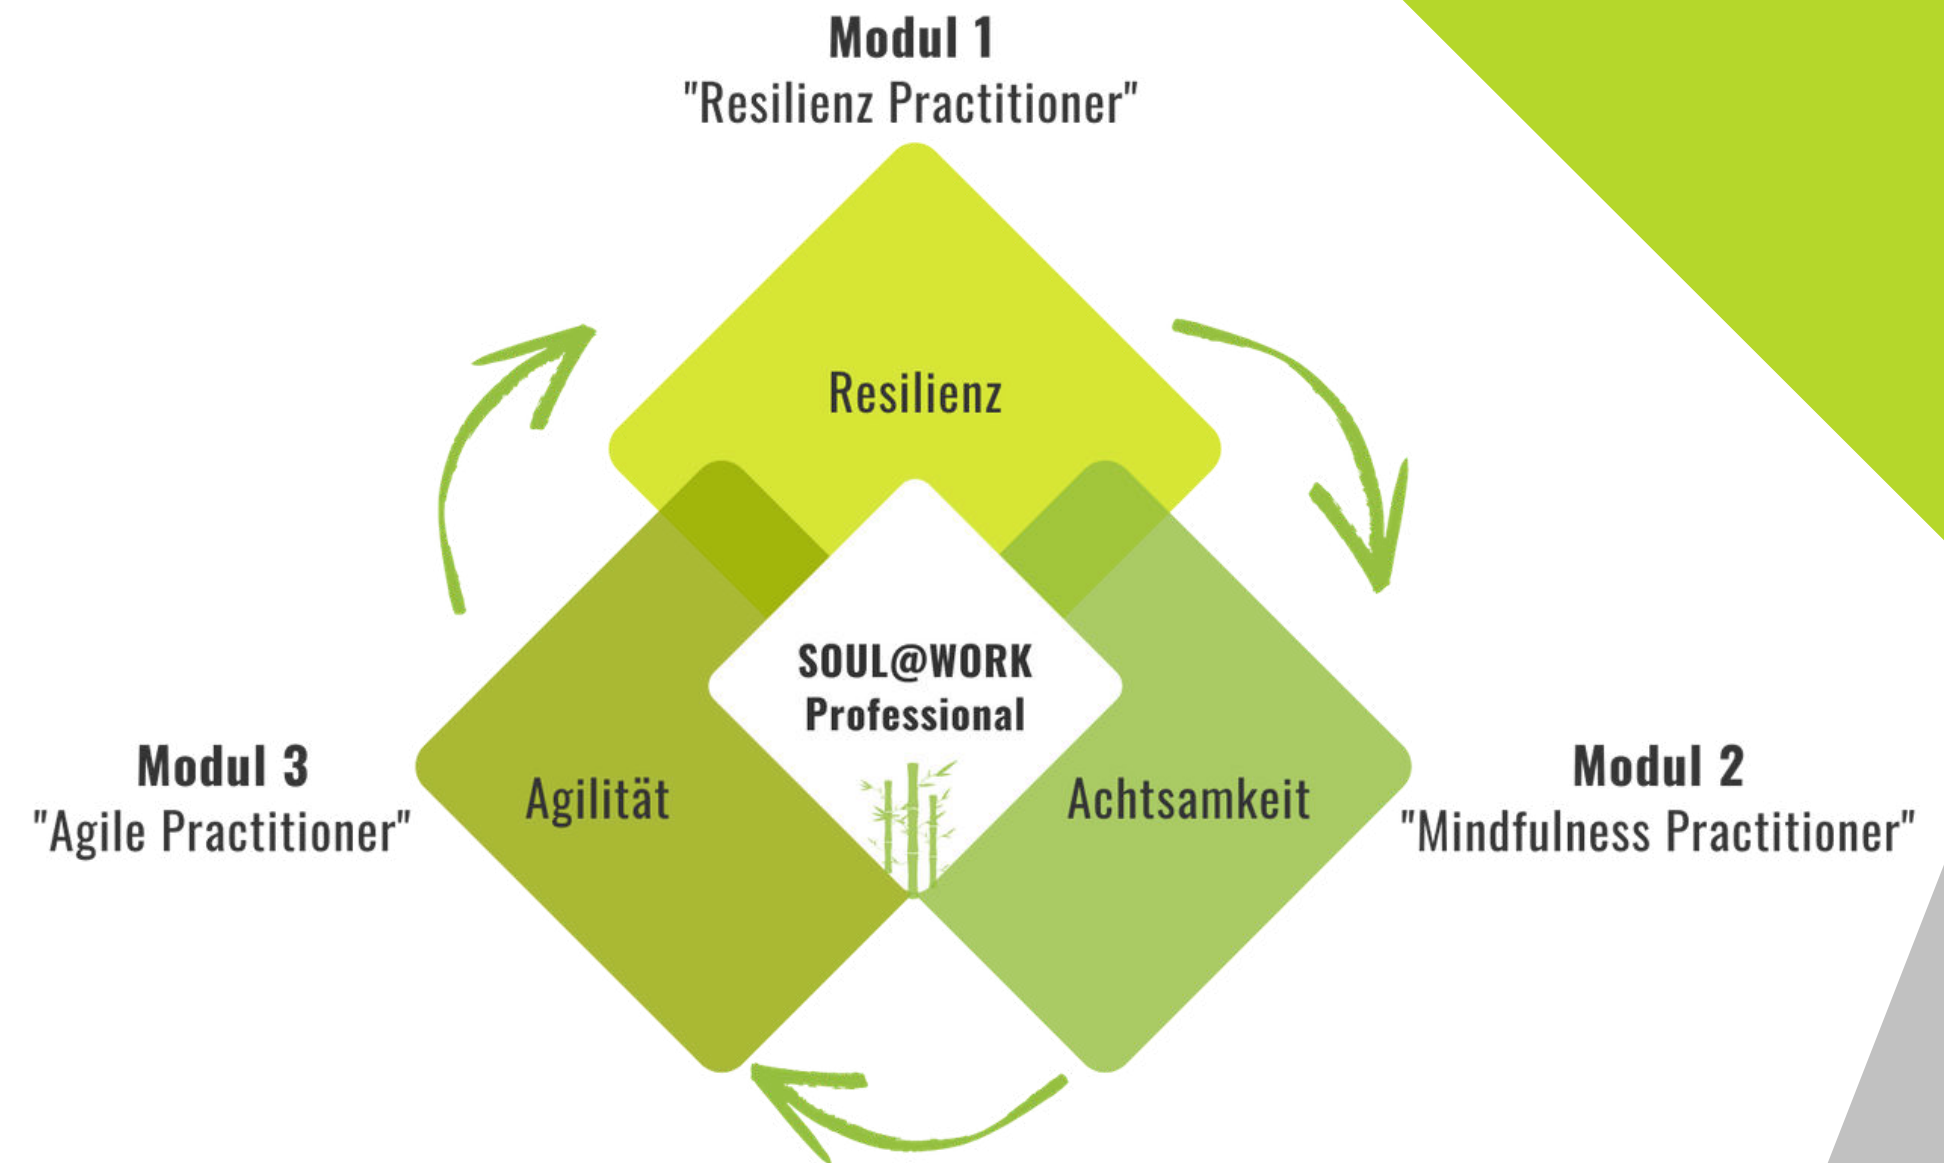 Modul 1
"Resilienz Practitioner"
Resilienz
SOUL@WORK
Professional
Agilität
Achtsamkeit
Modul 3
"Agile Practitioner"
Modul 2
"Mindfulness Practitioner"